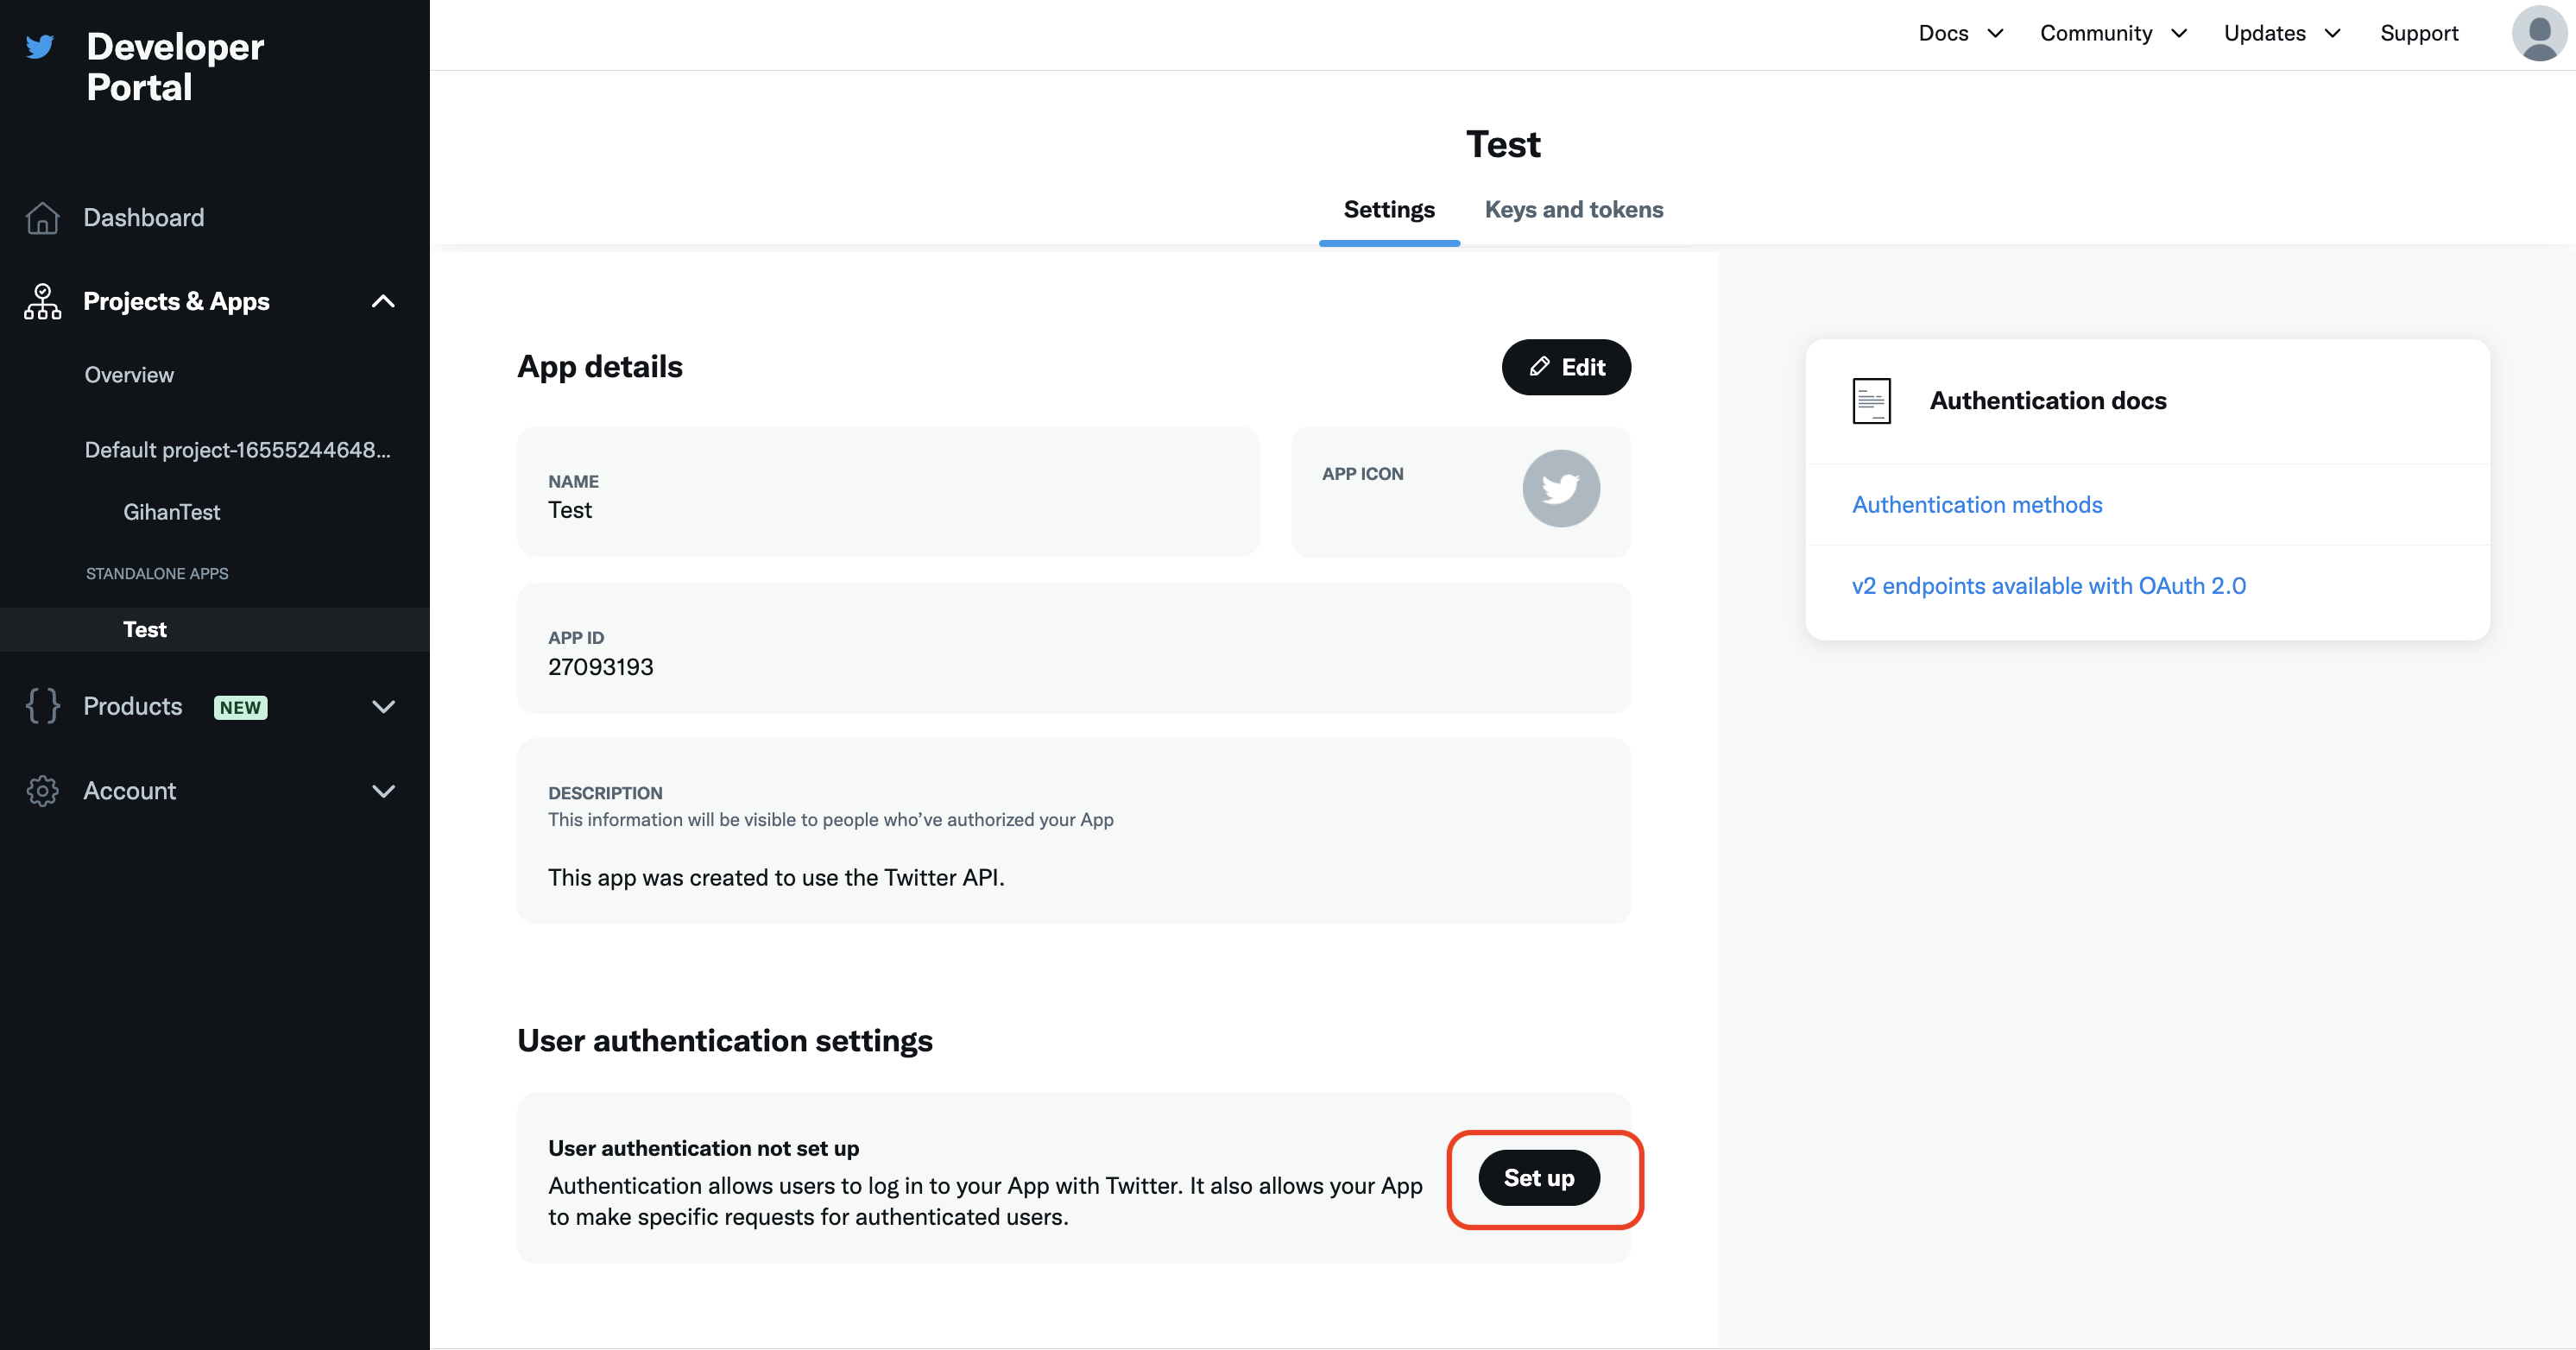 Developer
Portal
Dashboard
Projects & Apps
Overview
Default project-16555244648...
GihanTest
STANDALONE APPS
Test
Products NEW
Account
Docs Community Updates Support
Test
Settings Keys and tokens
App details
Edit
NAME
Test
APP ICON
APP ID
27093193
DESCRIPTION
This information will be visible to people who’ve authorized your App
This app was created to use the Twitter API.
User authentication settings
User authentication not set up
Authentication allows users to log in to your App with Twitter. It also allows your App
to make specific requests for authenticated users.
Set up
Authentication docs
Authentication methods
v2 endpoints available with OAuth 2.0